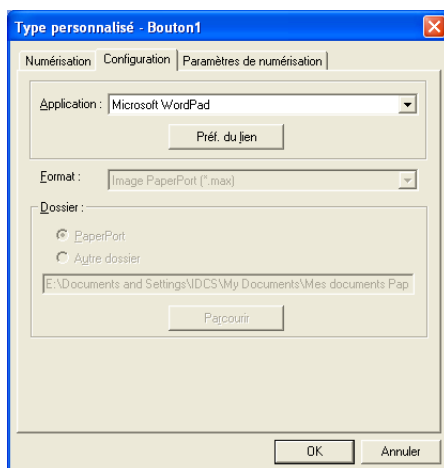 Type personnalisé - Bouton1
Numérisation Configuration Paramètres de numérisation
Application : Microsoft WordPad
Préf. du lien
Format : Image PaperPort (*.max)
Dossier :
PaperPort
Autre dossier
E:\Documents and Settings\IDCS\My Documents\Mes documents Pap
Parcourir
OK Annuler